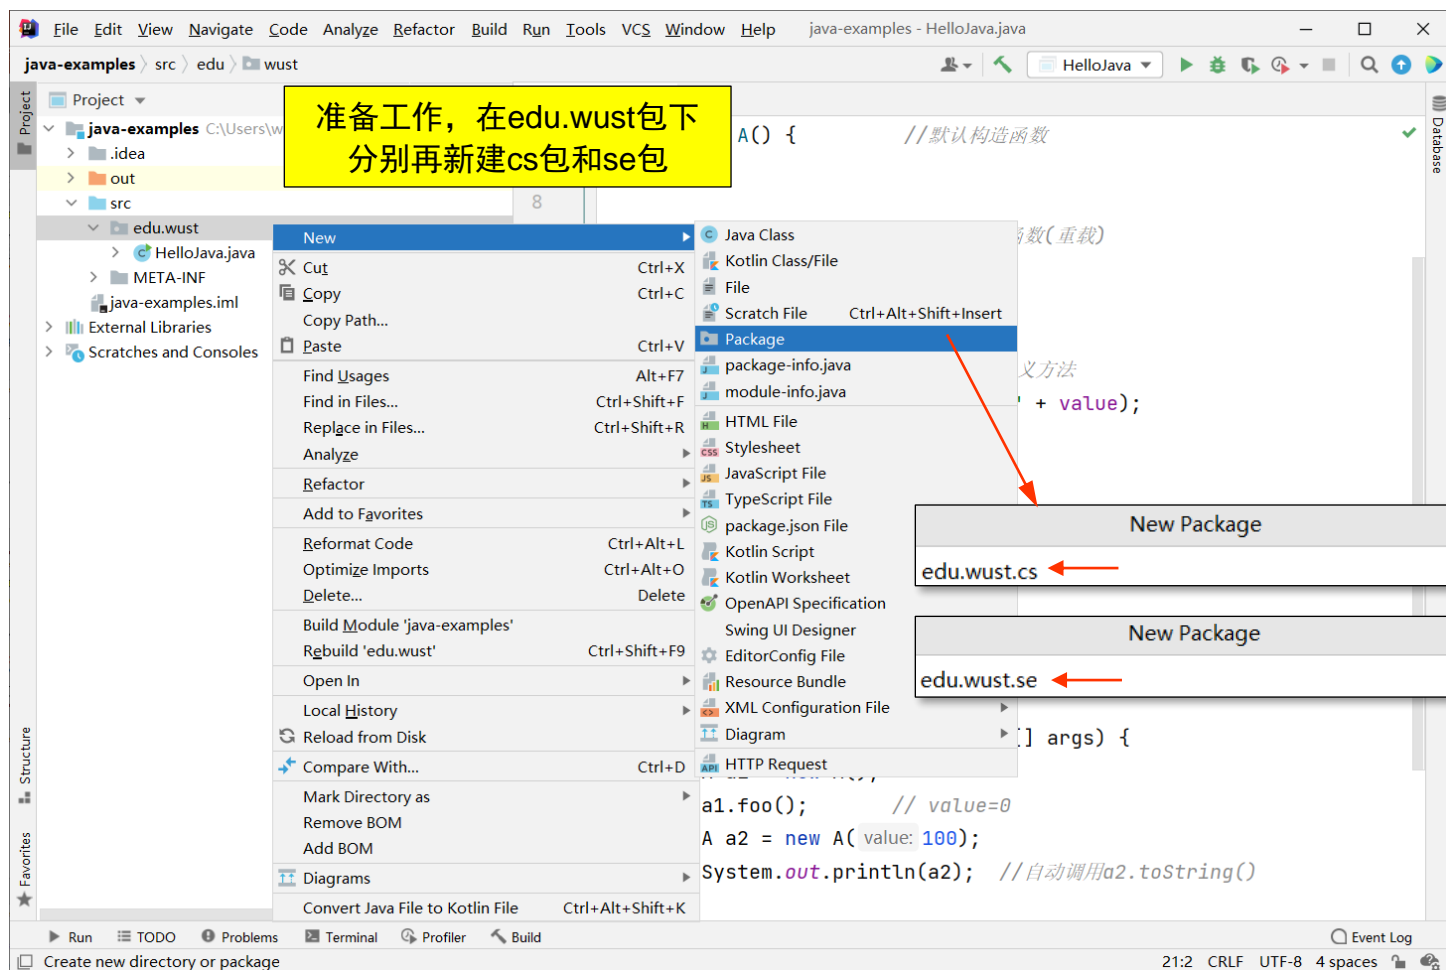 File Edit View Navigate Code Analyze Refactor Build Run Tools VCS Window Help java-examples - HelloJava.java
java-examples src edu wust
HelloJava
Project
Project
java-examples C:\Users\w
.idea
out
src
edu.wust
HelloJava.java
META-INF
java-examples.iml
External Libraries
Scratches and Consoles
准备工作，在edu.wust包下
分别再新建cs包和se包
A() { //默认构造函数
8
函数(重载)
义方法
" + value);
[] args) {
a1.foo(); // value=0
A a2 = new A( value: 100);
System.out.println(a2); //自动调用a2.toString()
New
Cut Ctrl+X
Copy Ctrl+C
Copy Path...
Paste Ctrl+V
Find Usages Alt+F7
Find in Files... Ctrl+Shift+F
Replace in Files... Ctrl+Shift+R
Analyze
Refactor
Add to Favorites
Reformat Code Ctrl+Alt+L
Optimize Imports Ctrl+Alt+O
Delete... Delete
Build Module 'java-examples'
Rebuild 'edu.wust' Ctrl+Shift+F9
Open In
Local History
Reload from Disk
Compare With... Ctrl+D
Mark Directory as
Remove BOM
Add BOM
Diagrams
Convert Java File to Kotlin File Ctrl+Alt+Shift+K
Java Class
Kotlin Class/File
File
Scratch File Ctrl+Alt+Shift+Insert
Package
package-info.java
module-info.java
HTML File
Stylesheet
JavaScript File
TypeScript File
package.json File
Kotlin Script
Kotlin Worksheet
OpenAPI Specification
Swing UI Designer
EditorConfig File
Resource Bundle
XML Configuration File
Diagram
HTTP Request
New Package
edu.wust.cs
New Package
edu.wust.se
Database
Structure
Favorites
Run TODO Problems Terminal Profiler Build Event Log
Create new directory or package 21:2 CRLF UTF-8 4 spaces